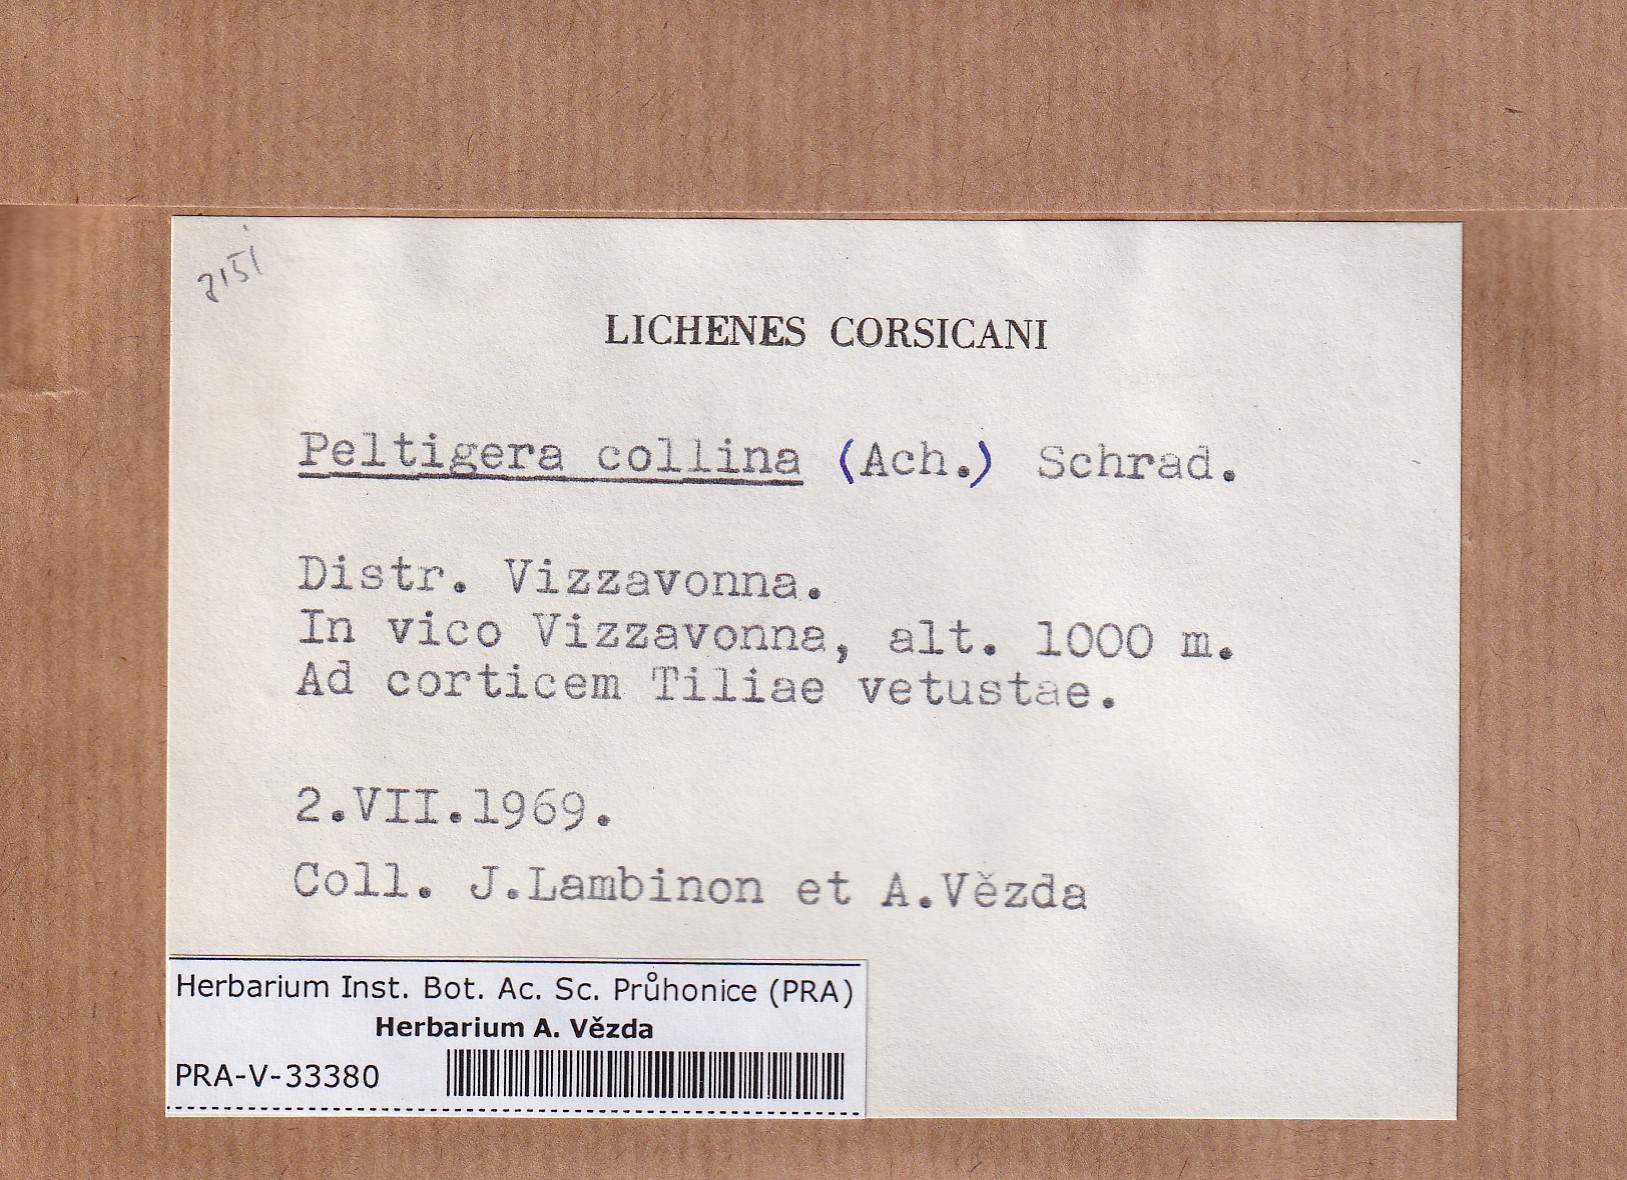 LICHENES CORSICANI
Peltigera collina (Ach.) Schrad.
Distr. Vizzavonna.
In vico Vizzavonna, alt. 1000 m.
Ad corticem Tiliae vetustae.
2.VII.1969.
Coll. J.Lambinon et A.Vězda
Herbarium Inst. Bot. Ac. Sc. Průhonice (PRA)
Herbarium A. Vězda
PRA-V-33380